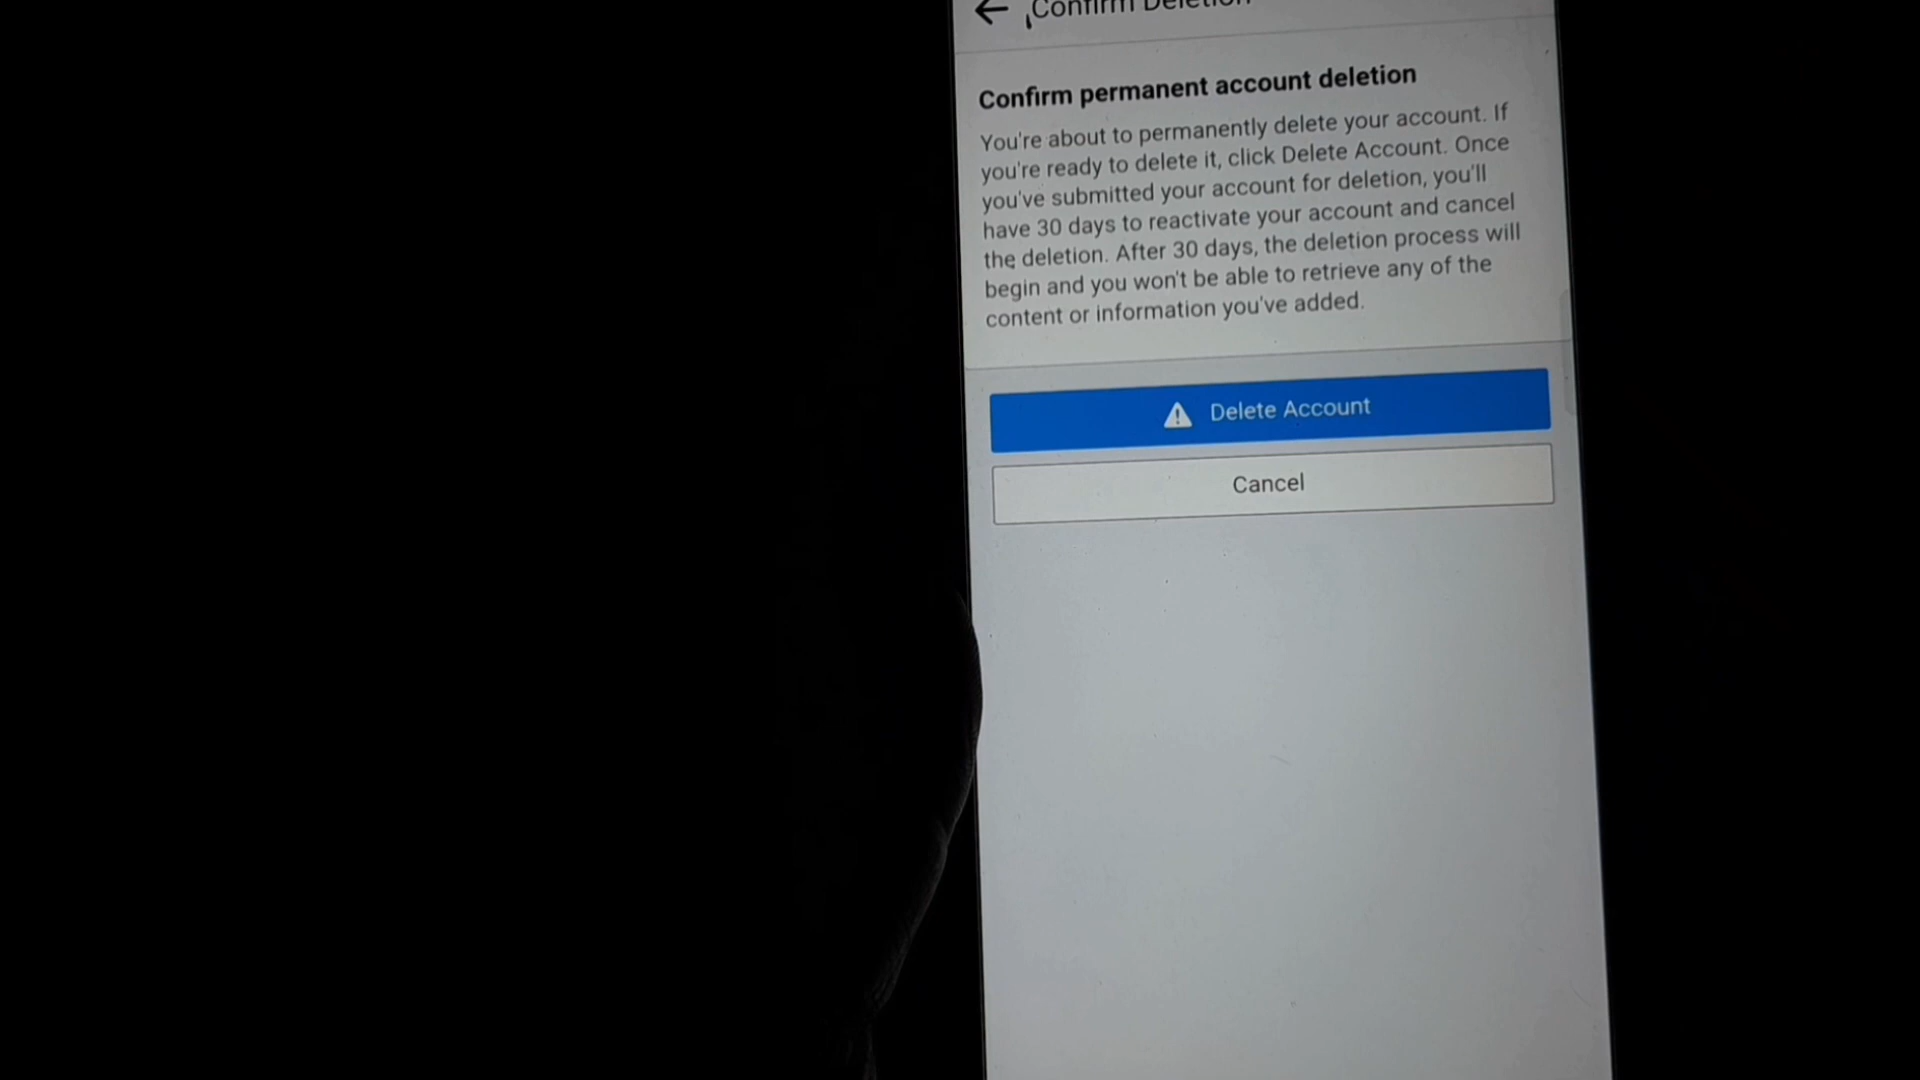 Confirm Deletion
Confirm permanent account deletion
You're about to permanently delete your account. If
you're ready to delete it, click Delete Account. Once
you've submitted your account for deletion, you'll
have 30 days to reactivate your account and cancel
the deletion. After 30 days, the deletion process will
begin and you won't be able to retrieve any of the
content or information you've added.
Delete Account
Cancel